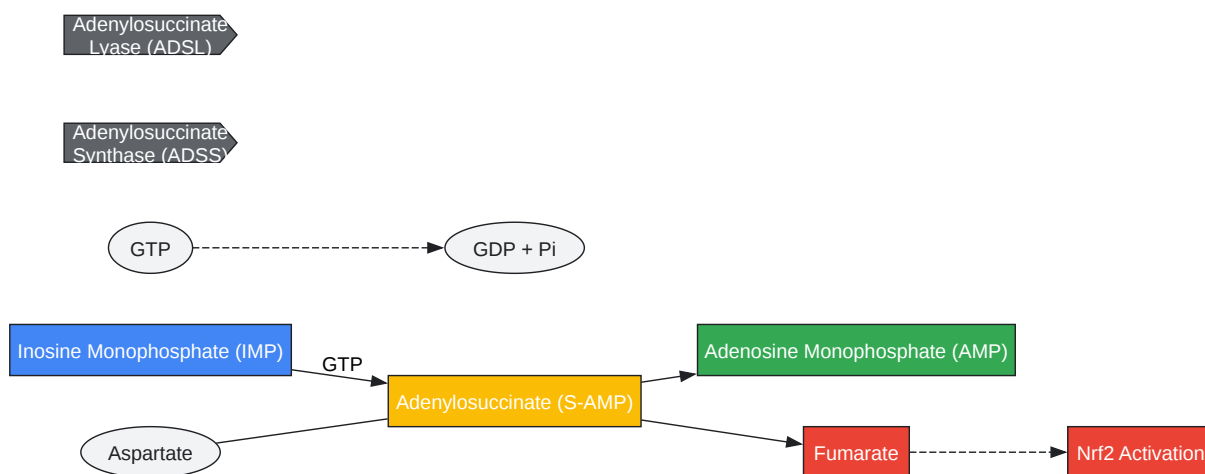 Adenylosuccinate
Lyase (ADSL)
Adenylosuccinate
Synthase (ADSS)
GTP
GDP + Pi
Inosine Monophosphate (IMP)
GTP
Adenosine Monophosphate (AMP)
Adenylosuccinate (S-AMP)
Aspartate
Fumarate
Nrf2 Activation